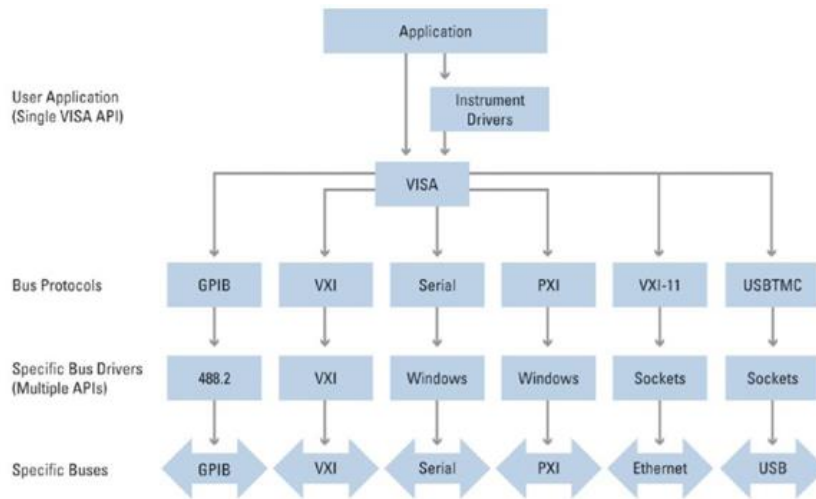 Application
User Application
(Single VISA API)
Instrument
Drivers
VISA
Bus Protocols
GPIB
VXI
Serial
PXI
VXI-11
USBTMC
Specific Bus Drivers
(Multiple APIs)
488.2
VXI
Windows
Windows
Sockets
Sockets
Specific Buses
GPIB
VXI
Serial
PXI
Ethernet
USB